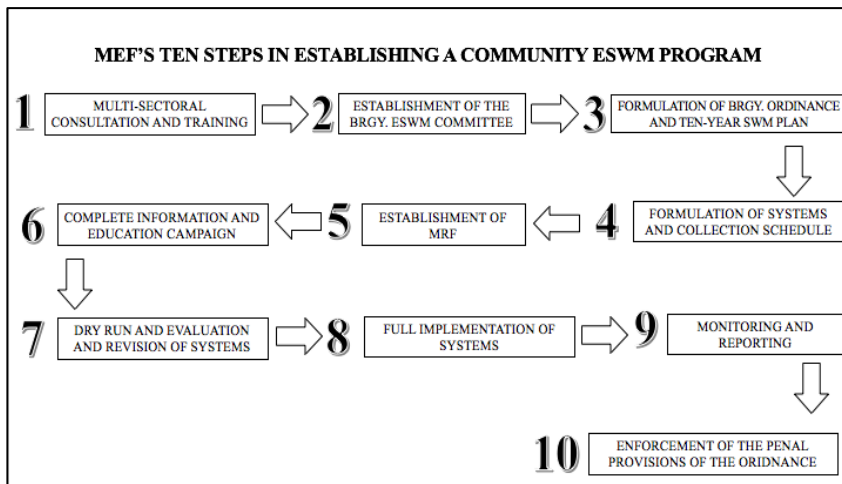 MEF'S TEN STEPS IN ESTABLISHING A COMMUNITY ESWM PROGRAM
1
MULTI-SECTORAL
CONSULTATION AND TRAINING
2
ESTABLISHMENT OF THE
BRGY. ESWM COMMITTEE
3
FORMULATION OF BRGY. ORDINANCE
AND TEN-YEAR SWM PLAN
4
FORMULATION OF SYSTEMS
AND COLLECTION SCHEDULE
5
ESTABLISHMENT OF
MRF
6
COMPLETE INFORMATION AND
EDUCATION CAMPAIGN
7
DRY RUN AND EVALUATION
AND REVISION OF SYSTEMS
8
FULL IMPLEMENTATION OF
SYSTEMS
9
MONITORING AND
REPORTING
10
ENFORCEMENT OF THE PENAL
PROVISIONS OF THE ORIDNANCE